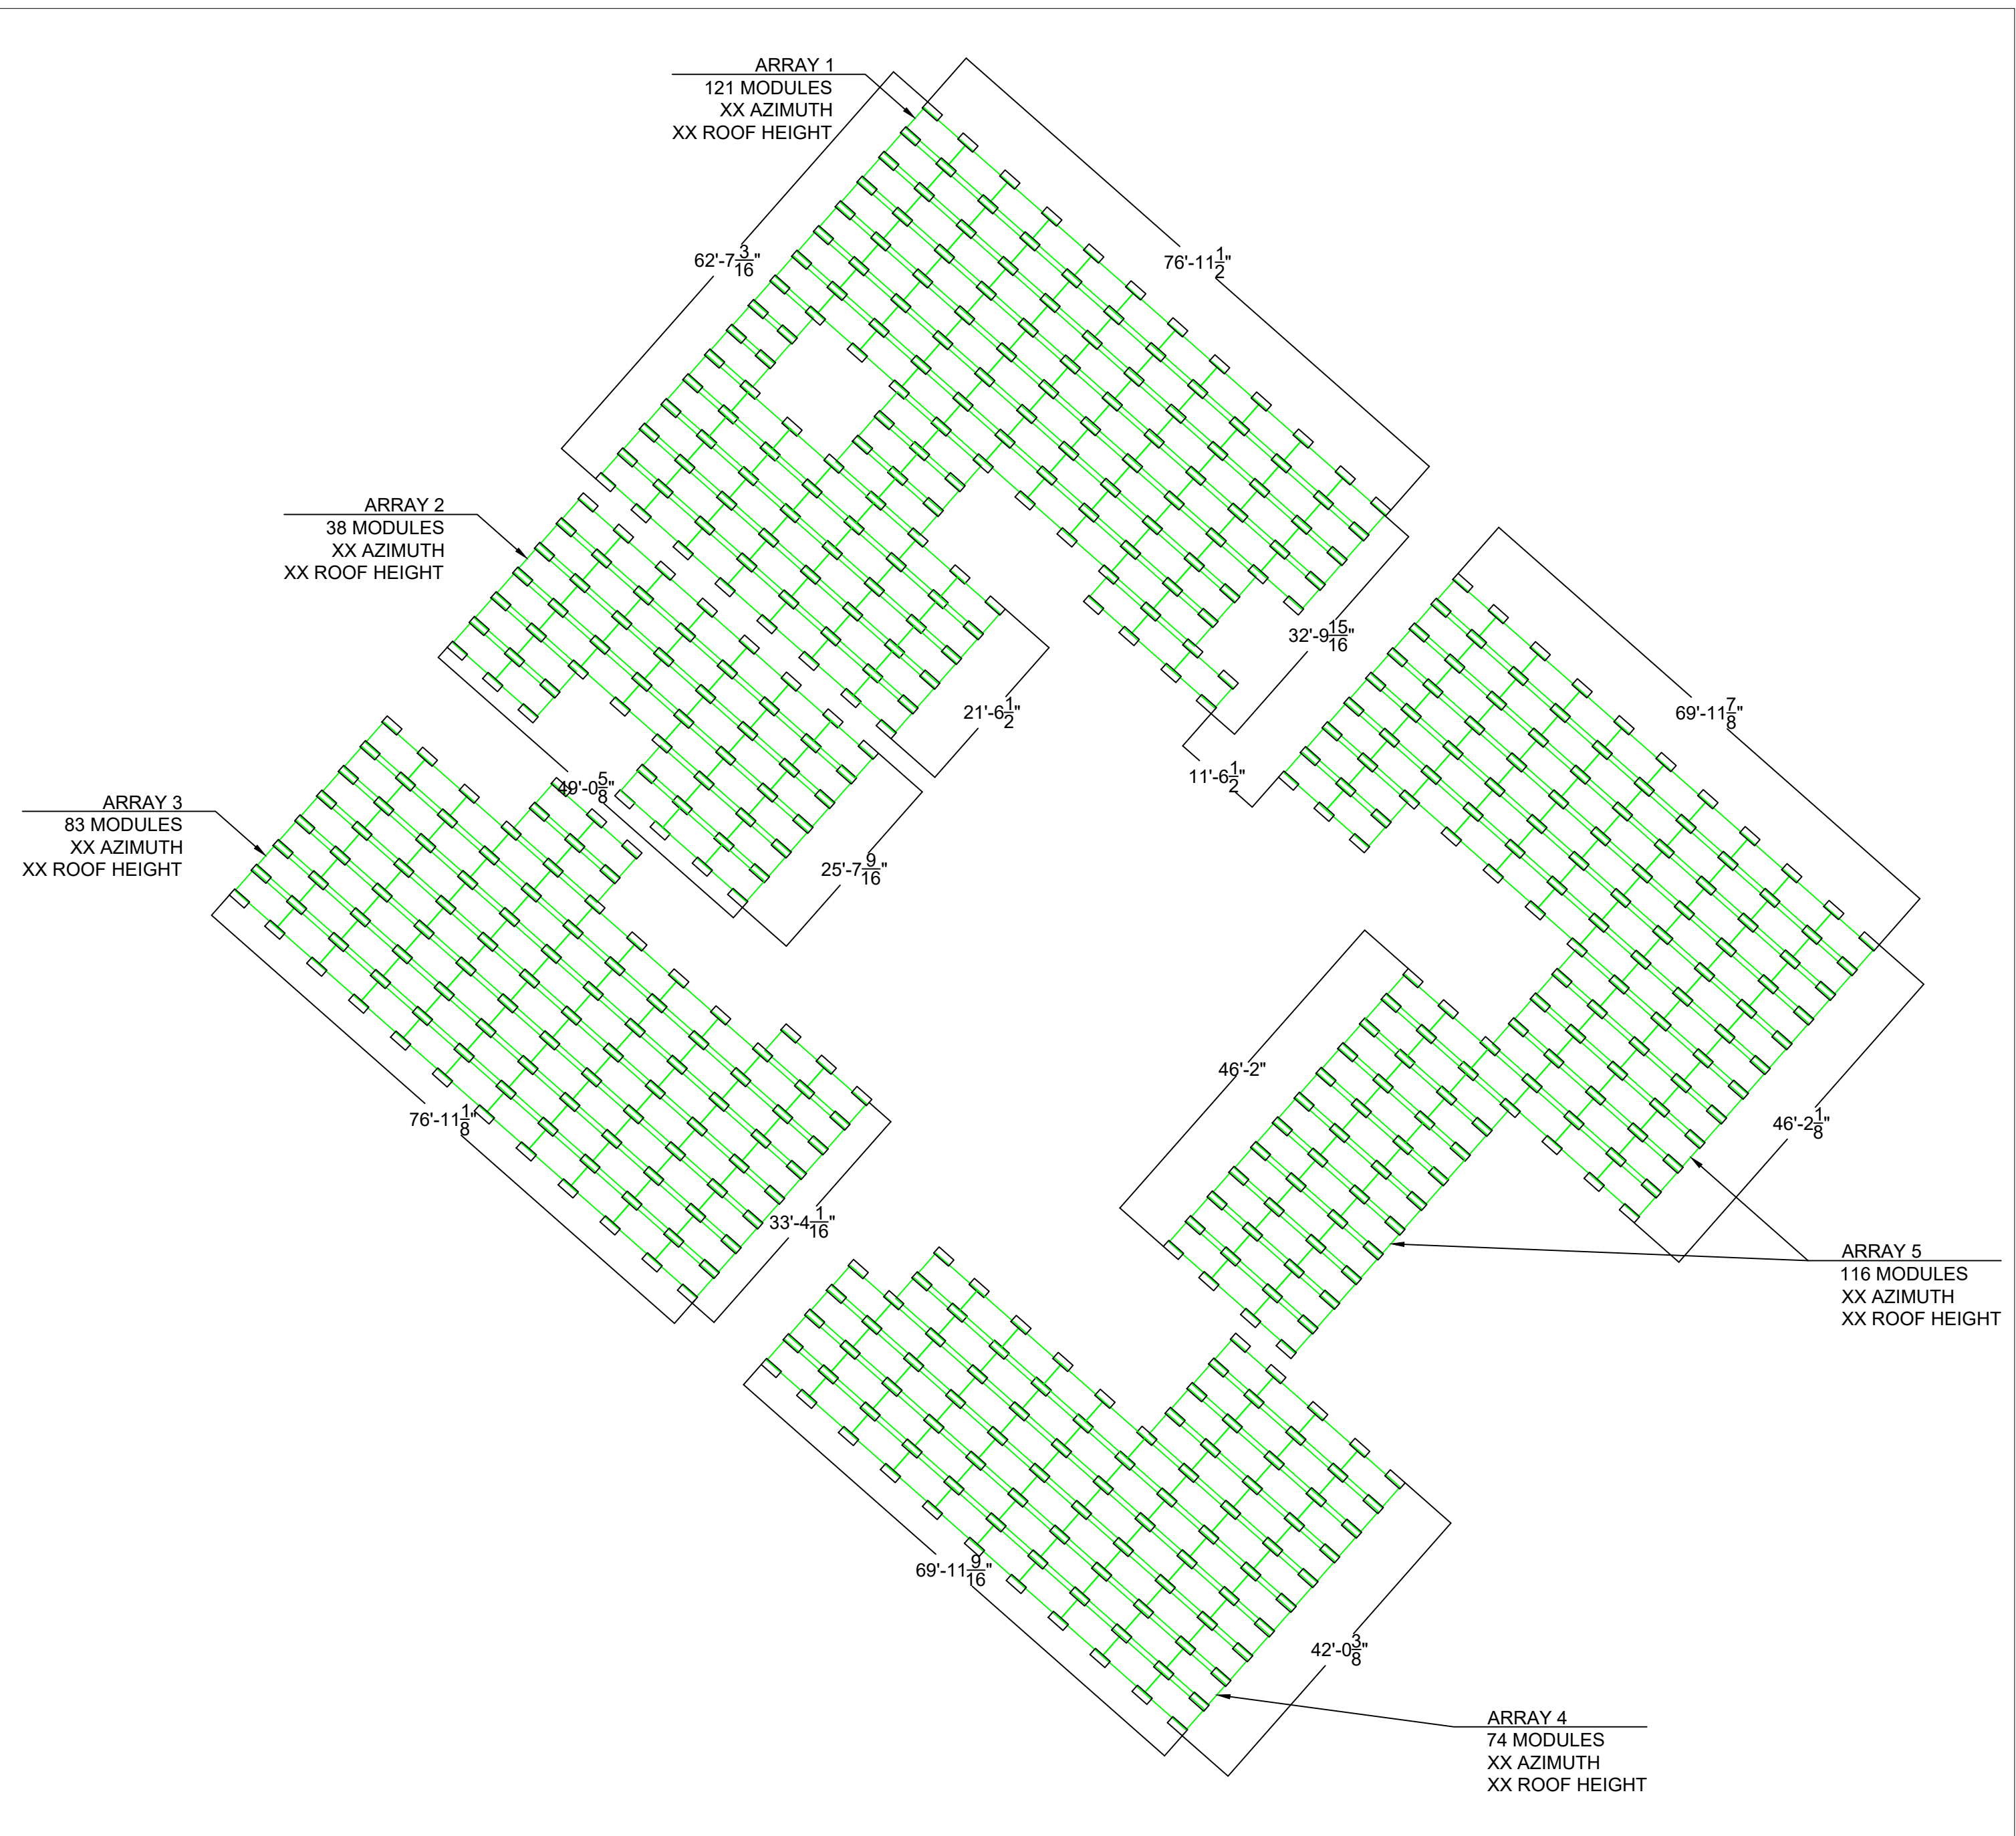 ARRAY 1
121 MODULES
XX AZIMUTH
XX ROOF HEIGHT
62'-7 3/16"
76'-11 1/2"
ARRAY 2
38 MODULES
XX AZIMUTH
XX ROOF HEIGHT
32'-9 15/16"
21'-6 1/2"
69'-11 7/8"
11'-6 1/2"
49'-0 5/8"
ARRAY 3
83 MODULES
XX AZIMUTH
XX ROOF HEIGHT
25'-7 9/16"
46'-2"
76'-11 1/8"
46'-2 1/8"
33'-4 1/16"
ARRAY 5
116 MODULES
XX AZIMUTH
XX ROOF HEIGHT
69'-11 9/16"
42'-0 3/8"
ARRAY 4
74 MODULES
XX AZIMUTH
XX ROOF HEIGHT